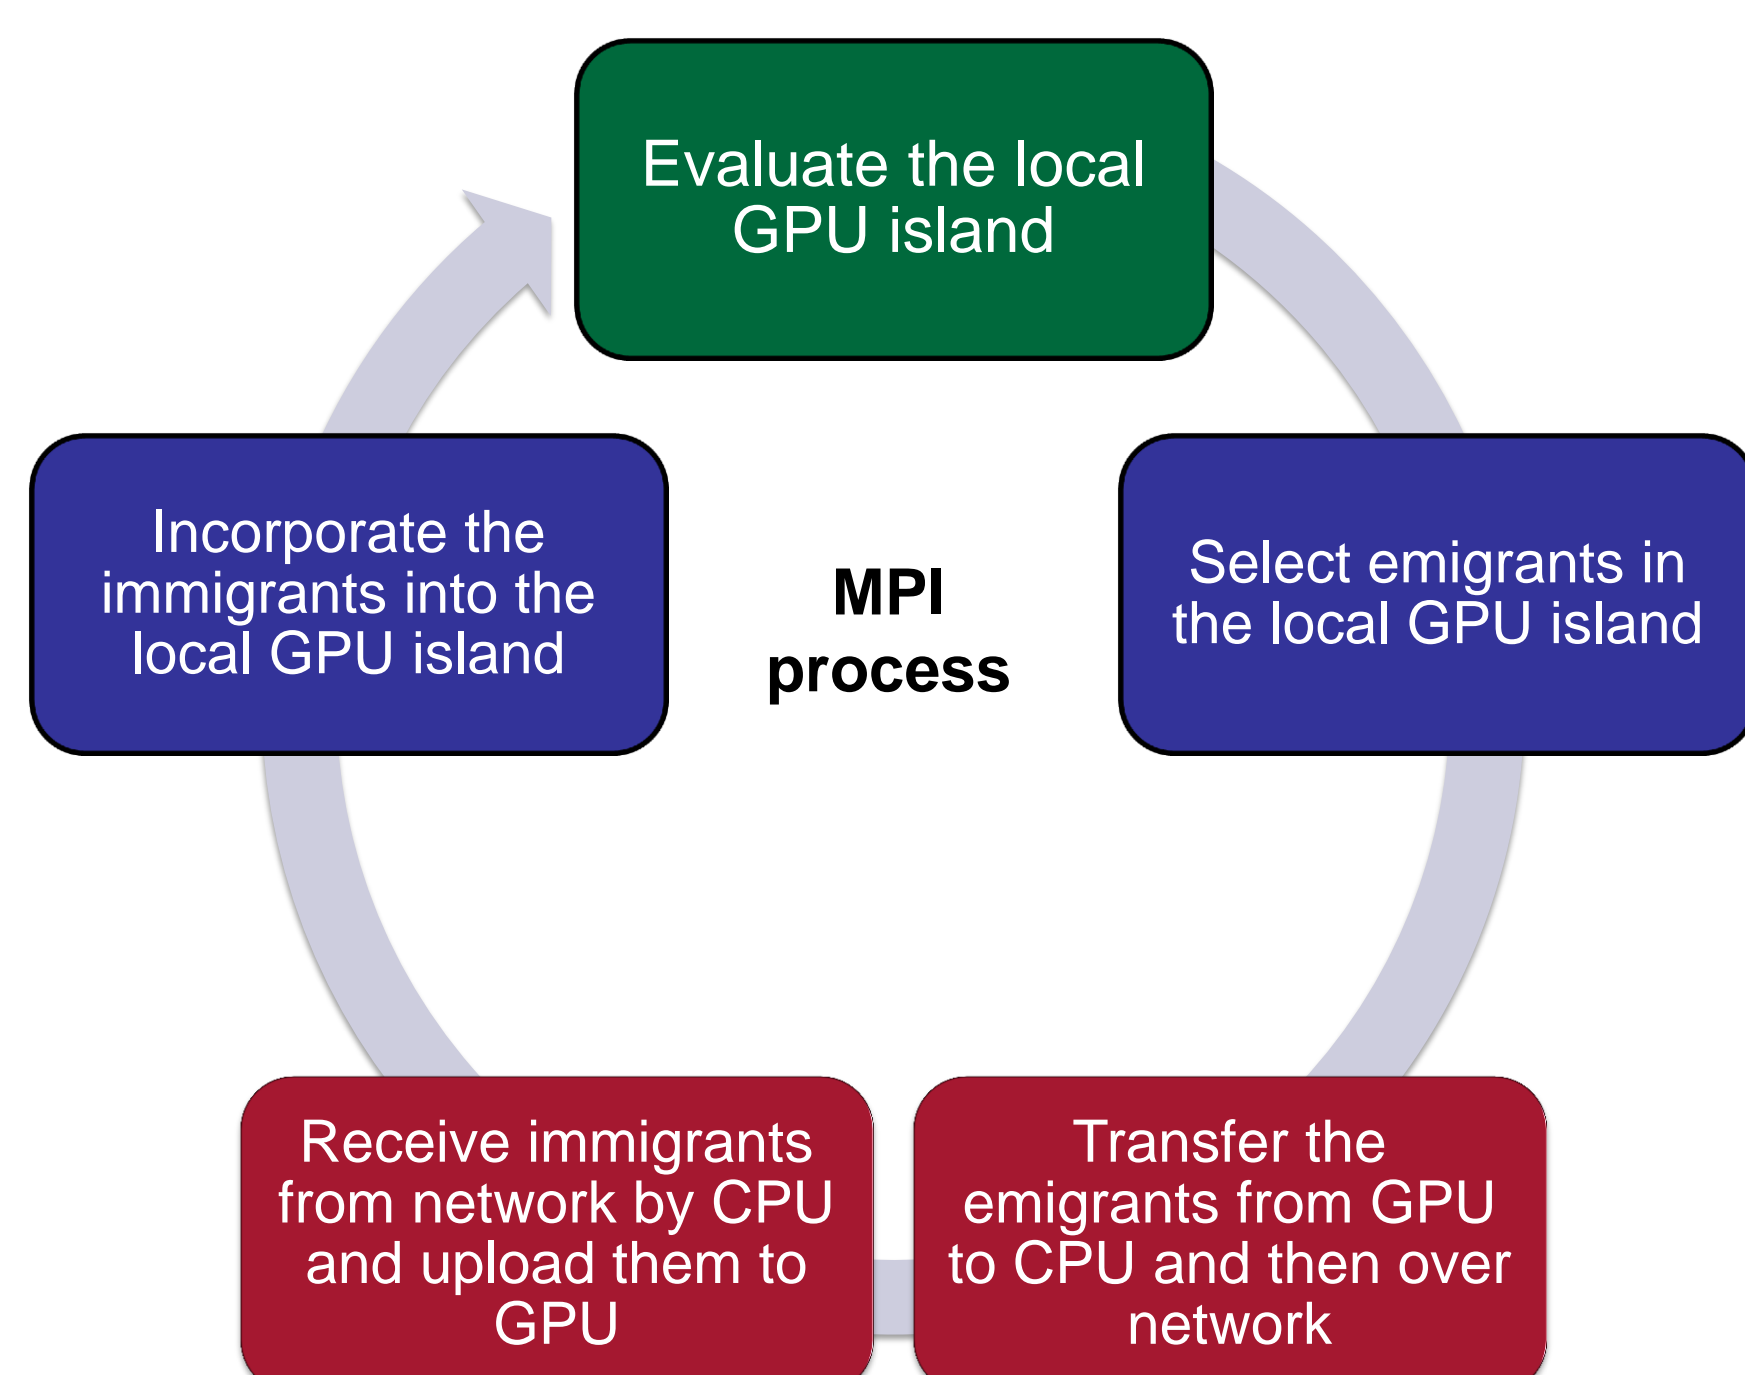 Evaluate the local
GPU island
Incorporate the
immigrants into the
local GPU island
MPI
process
Select emigrants in
the local GPU island
Receive immigrants
from network by CPU
and upload them to
GPU
Transfer the
emigrants from GPU
to CPU and then over
network